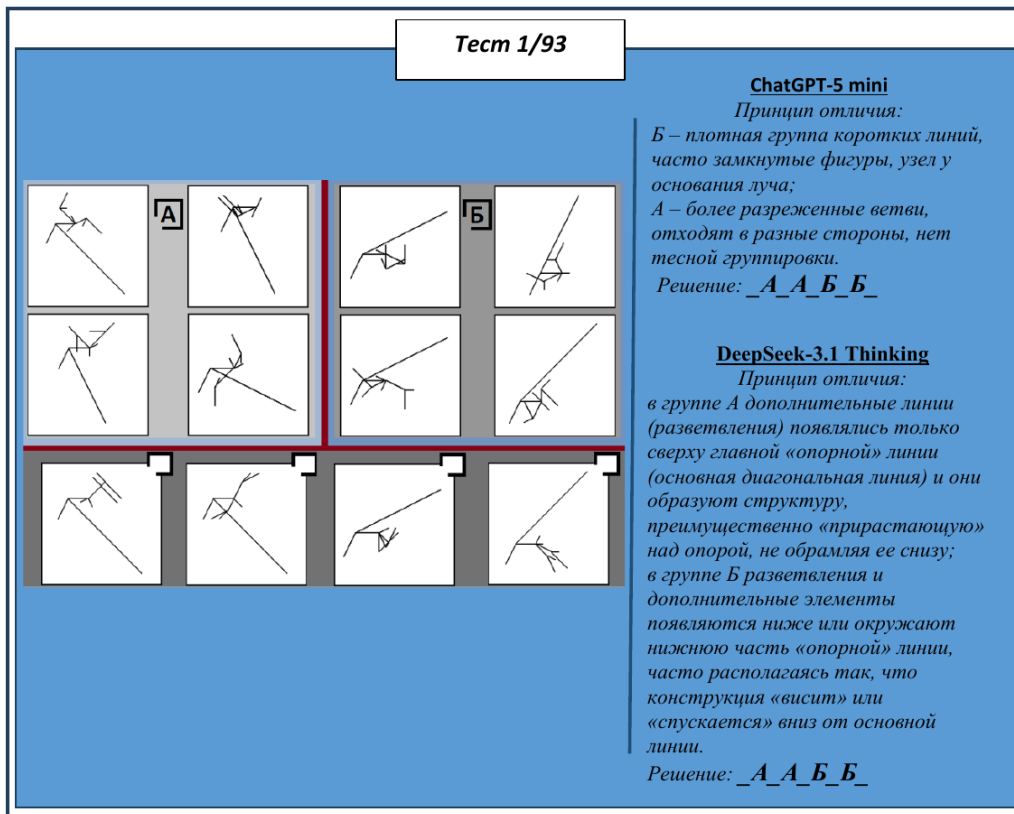 Тест 1/93
А
Б
ChatGPT-5 mini
Принцип отличия:
Б – плотная группа коротких линий,
часто замкнутые фигуры, узел у
основания луча;
А – более разреженные ветви,
отходят в разные стороны, нет
тесной группировки.
Решение: _А_А_Б_Б_
DeepSeek-3.1 Thinking
Принцип отличия:
в группе А дополнительные линии
(разветвления) появлялись только
сверху главной «опорной» линии
(основная диагональная линия) и они
образуют структуру,
преимущественно «прирастающую»
над опорой, не обрамляя ее снизу;
в группе Б разветвления и
дополнительные элементы
появляются ниже или окружают
нижнюю часть «опорной» линии,
часто располагаясь так, что
конструкция «висит» или
«спускается» вниз от основной
линии.
Решение: _А_А_Б_Б_